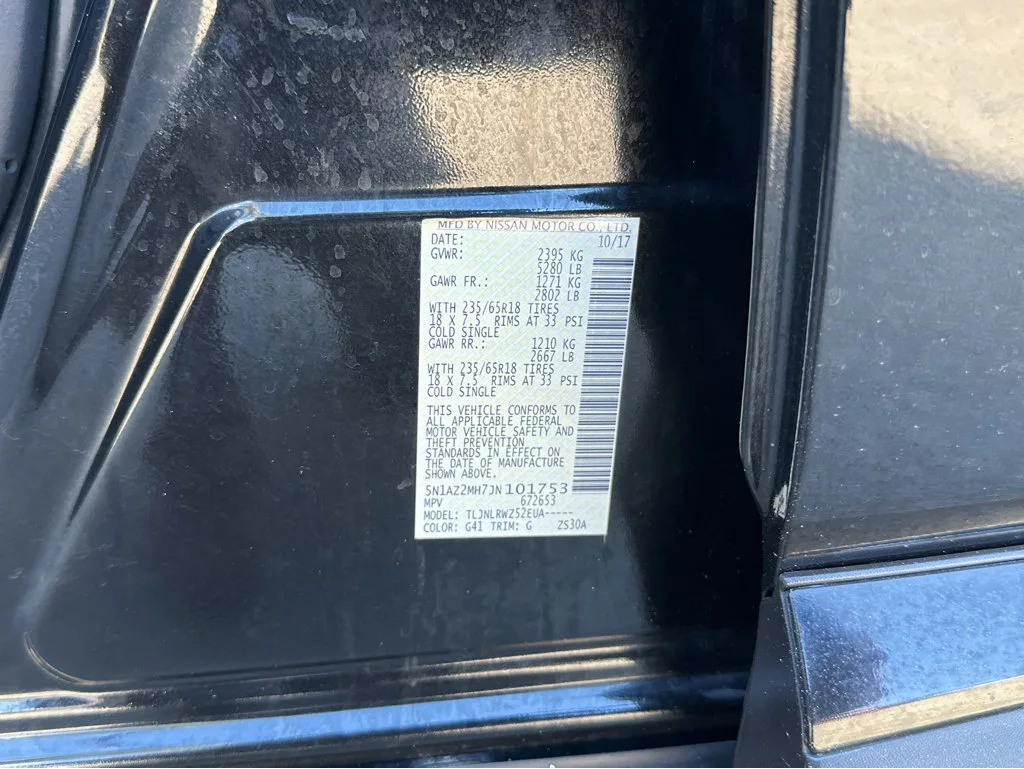 MFD BY NISSAN MOTOR CO., LTD.
DATE: 10/17
GVWR: 2395 KG
5280 LB
GAWR FR.: 1271 KG
2802 LB
WITH 235/65R18 TIRES
18 X 7.5 RIMS AT 33 PSI
COLD SINGLE
GAWR RR.: 1210 KG
2667 LB
WITH 235/65R18 TIRES
18 X 7.5 RIMS AT 33 PSI
COLD SINGLE
THIS VEHICLE CONFORMS TO
ALL APPLICABLE FEDERAL
MOTOR VEHICLE SAFETY AND
THEFT PREVENTION
STANDARDS IN EFFECT ON
THE DATE OF MANUFACTURE
SHOWN ABOVE.
5N1AZ2MH7JN101753
MPV 672653
MODEL: TLJNLRWZ52EUA-----
COLOR: G41 TRIM: G ZS30A